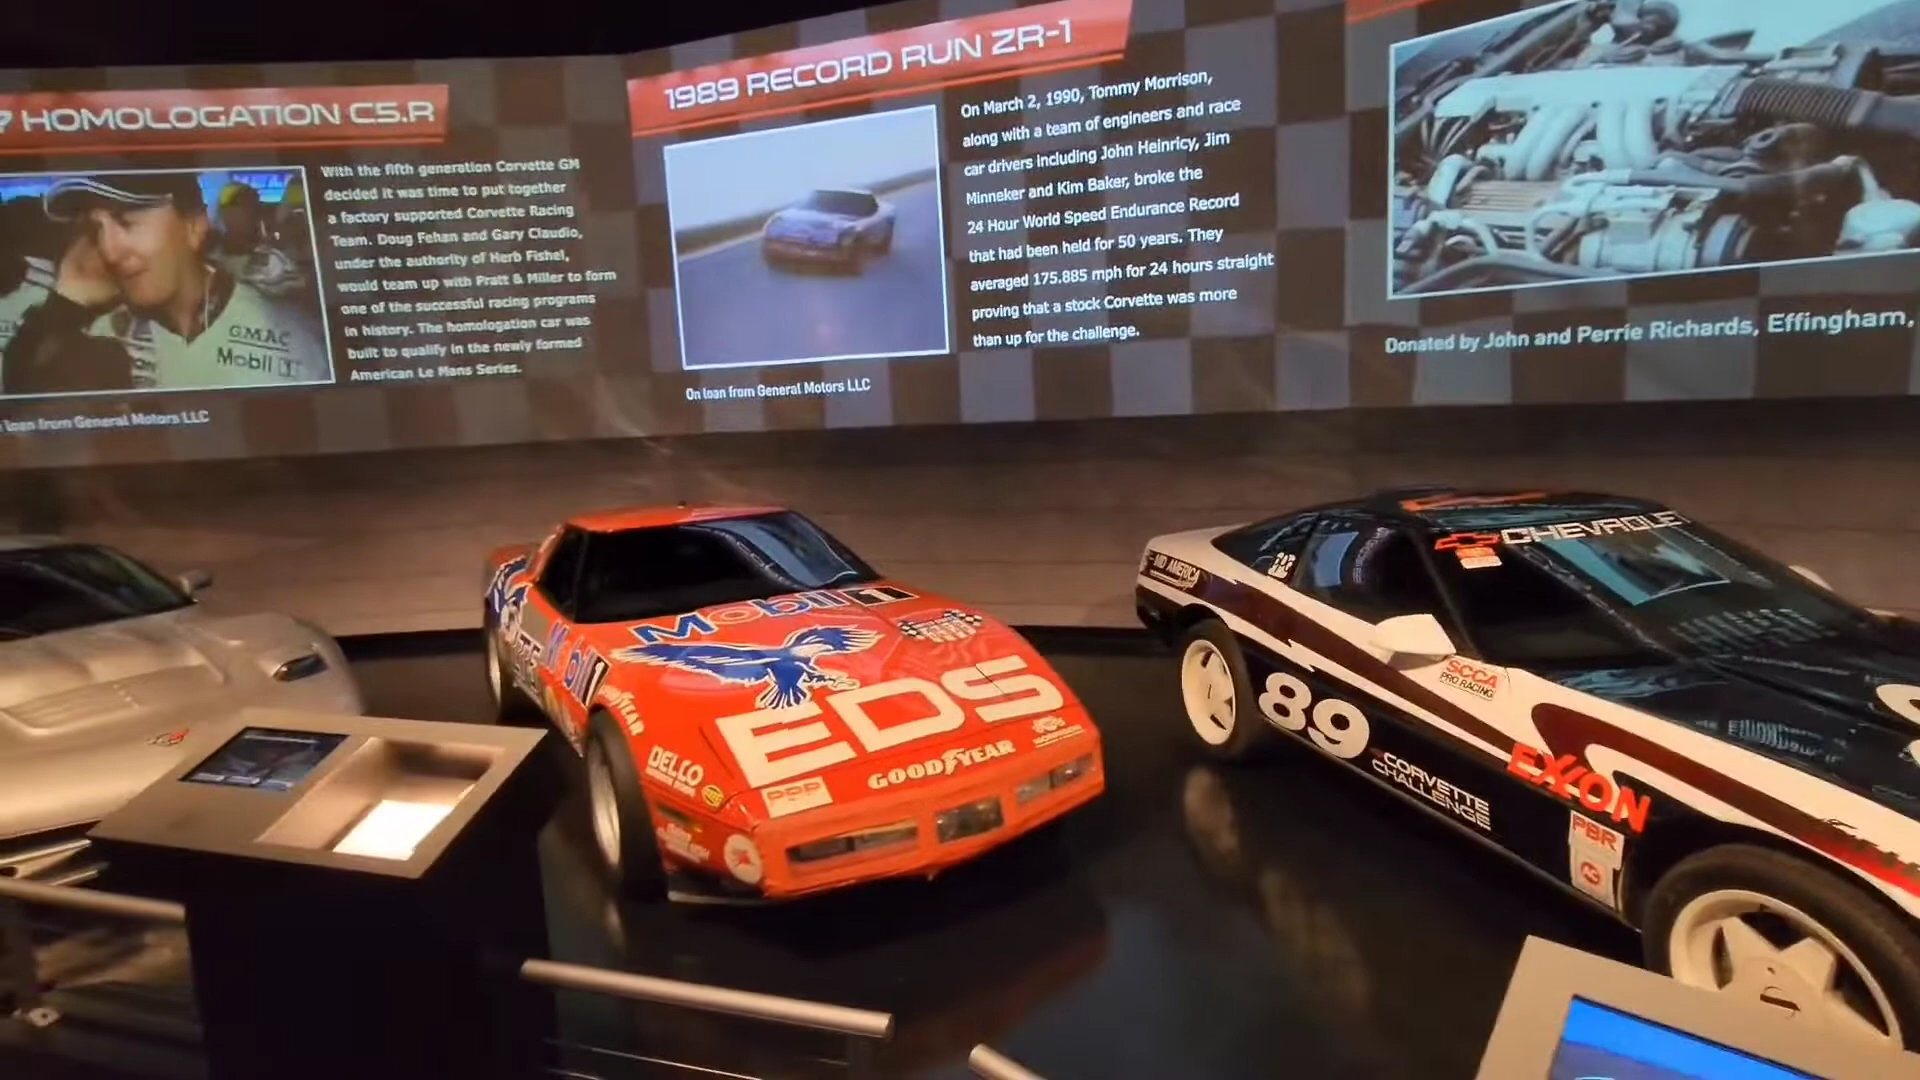 HOMOLOGATION C5.R
With the fifth generation Corvette GM
decided it was time to put together
a factory supported Corvette Racing
Team. Doug Fehan and Gary Claudio,
under the authority of Herb Fishel,
would team up with Pratt & Miller to form
one of the successful racing programs
in history. The homologation car was
built to qualify in the newly formed
American Le Mans Series.
GMAC
Mobil 1
loan from General Motors LLC
1989 RECORD RUN ZR-1
On March 2, 1990, Tommy Morrison,
along with a team of engineers and race
car drivers including John Heinricy, Jim
Minneker and Kim Baker, broke the
24 Hour World Speed Endurance Record
that had been held for 50 years. They
averaged 175.885 mph for 24 hours straight
proving that a stock Corvette was more
than up for the challenge.
On loan from General Motors LLC
Donated by John and Perrie Richards, Effingham,
Mobil 1
EDS
GOODYEAR
Mobil 1
GOODYEAR
DELCO
PPP
CHEVROLET
MID AMERICA
SCCA
PRO RACING
89
CORVETTE
CHALLENGE
EXXON
PBR
AC